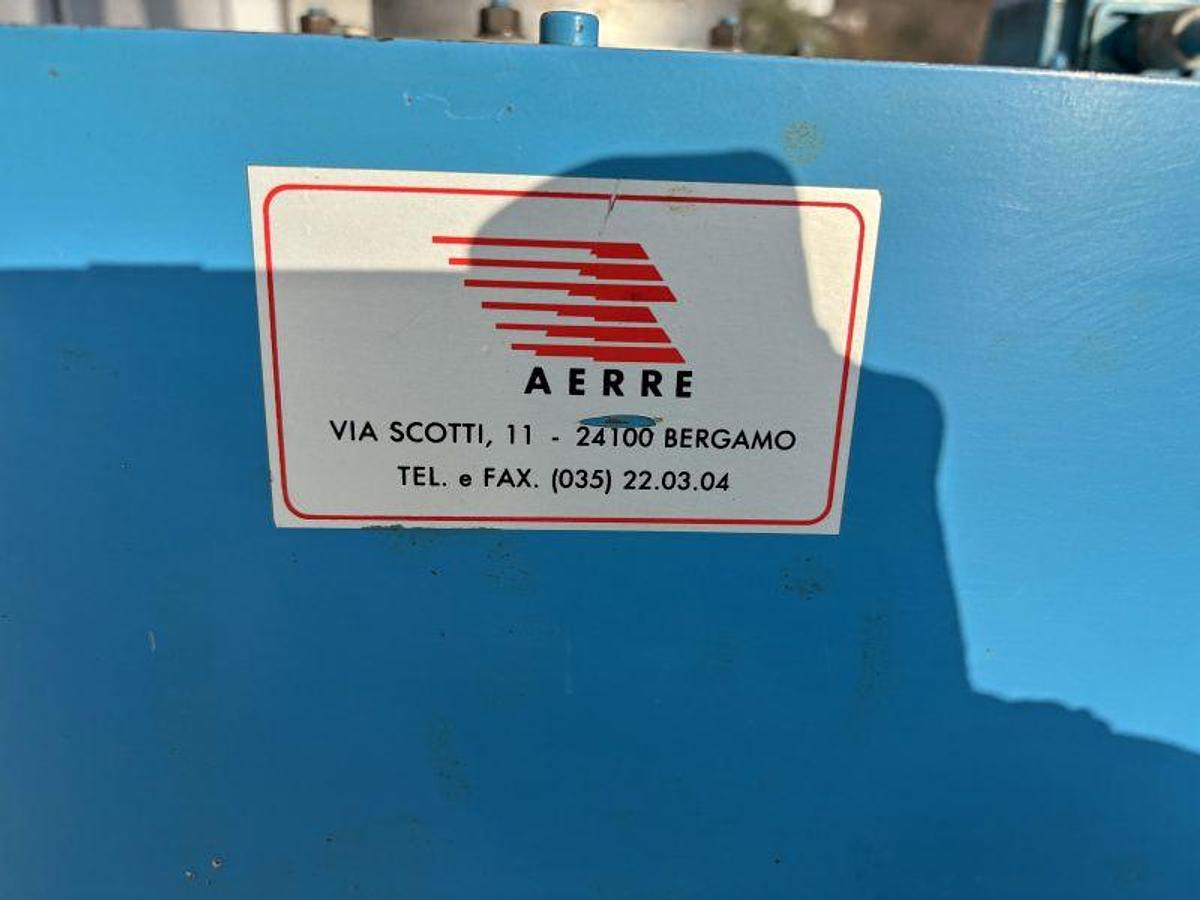 AERRE
VIA SCOTTI, 11 - 24100 BERGAMO
TEL. e FAX. (035) 22.03.04